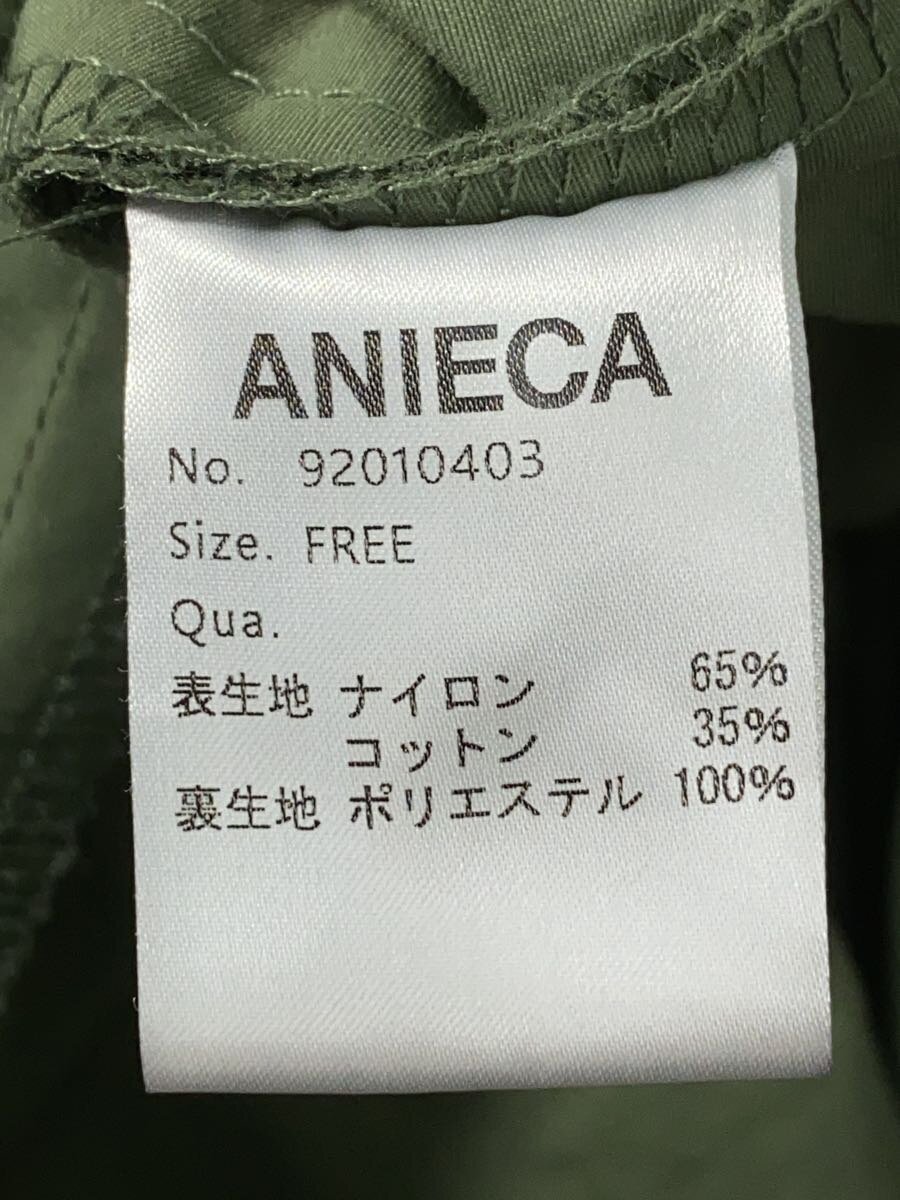 ANIECA
No. 92010403
Size. FREE
Qua.
表生地 ナイロン 65%
コットン 35%
裏生地 ポリエステル 100%